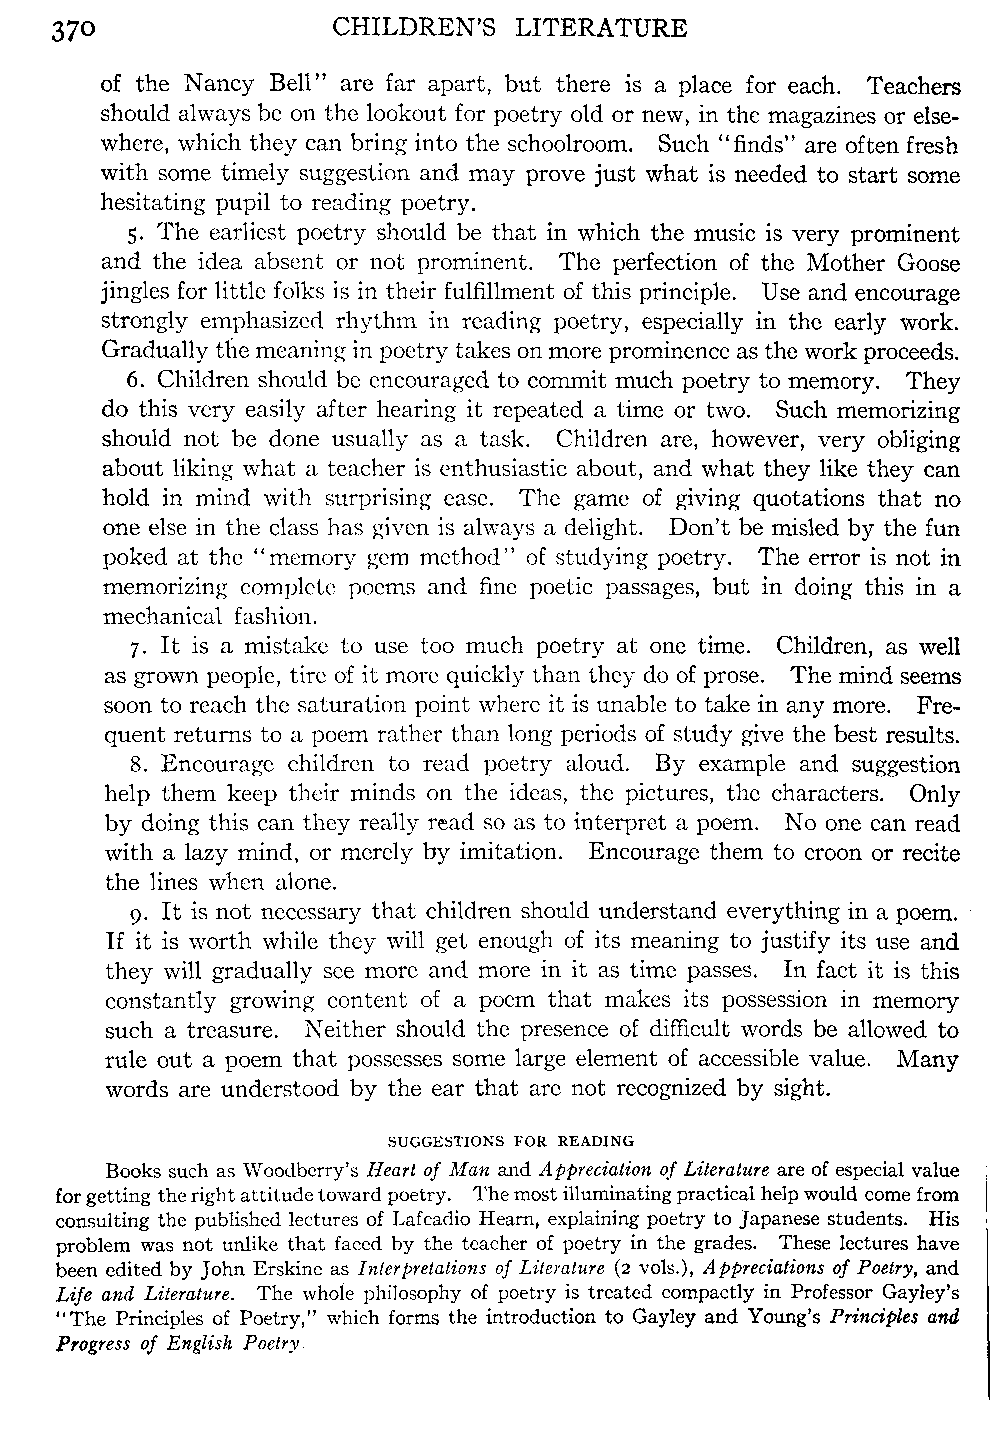 370 CHILDREN'S LITERATURE
of the Nancy Bell" are far apart, but there is a place for each. Teachers
should always be on the lookout for poetry old or new, in the magazines or else-
where, which they can bring into the schoolroom. Such "finds" are often fresh
with some timely suggestion and may prove just what is needed to start some
hesitating pupil to reading poetry.
5. The earliest poetry should be that in which the music is very prominent
and the idea absent or not prominent. The perfection of the Mother Goose
jingles for little folks is in their fulfillment of this principle. Use and encourage
strongly emphasized rhythm in reading poetry, especially in the early work.
Gradually the meaning in poetry takes on more prominence as the work proceeds.
6. Children should be encouraged to commit much poetry to memory. They
do this very easily after hearing it repeated a time or two. Such memorizing
should not be done usually as a task. Children are, however, very obliging
about liking what a teacher is enthusiastic about, and what they like they can
hold in mind with surprising ease. The game of giving quotations that no
one else in the class has given is always a delight. Don't be misled by the fun
poked at the "memory gem method" of studying poetry. The error is not in
memorizing complete poems and fine poetic passages, but in doing this in a
mechanical fashion.
7. It is a mistake to use too much poetry at one time. Children, as well
as grown people, tire of it more quickly than they do of prose. The mind seems
soon to reach the saturation point where it is unable to take in any more. Fre-
quent returns to a poem rather than long periods of study give the best results.
8. Encourage children to read poetry aloud. By example and suggestion
help them keep their minds on the ideas, the pictures, the characters. Only
by doing this can they really read so as to interpret a poem. No one can read
with a lazy mind, or merely by imitation. Encourage them to croon or recite
the lines when alone.
9. It is not necessary that children should understand everything in a poem.
If it is worth while they will get enough of its meaning to justify its use and
they will gradually see more and more in it as time passes. In fact it is this
constantly growing content of a poem that makes its possession in memory
such a treasure. Neither should the presence of difficult words be allowed to
rule out a poem that possesses some large element of accessible value. Many
words are understood by the ear that are not recognized by sight.
SUGGESTIONS FOR READING
Books such as Woodberry's Heart of Man and Appreciation of Literature are of especial value
for getting the right attitude toward poetry. The most illuminating practical help would come from
consulting the published lectures of Lafcadio Hearn, explaining poetry to Japanese students. His
problem was not unlike that faced by the teacher of poetry in the grades. These lectures have
been edited by John Erskine as Interpretations of Literature (2 vols.), Appreciations of Poetry, and
Life and Literature. The whole philosophy of poetry is treated compactly in Professor Gayley's
"The Principles of Poetry," which forms the introduction to Gayley and Young's Principles and
Progress of English Poetry.